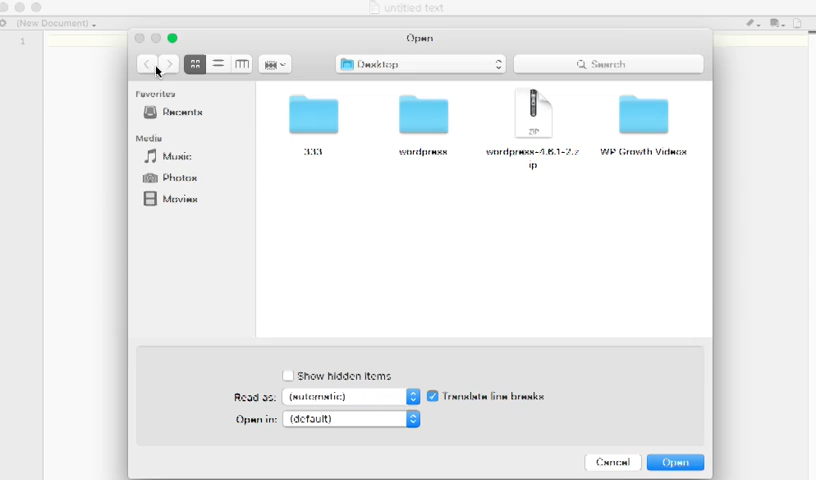 untitled text
(New Document)
1
Open
Desktop
Search
Favorites
Recents
Media
Music
Photos
Movies
333
wordpress
ZIP
wordpress-4.6.1-2.z
ip
WP Growth Videos
Show hidden items
Read as: (automatic) Translate line breaks
Open in: (default)
Cancel Open